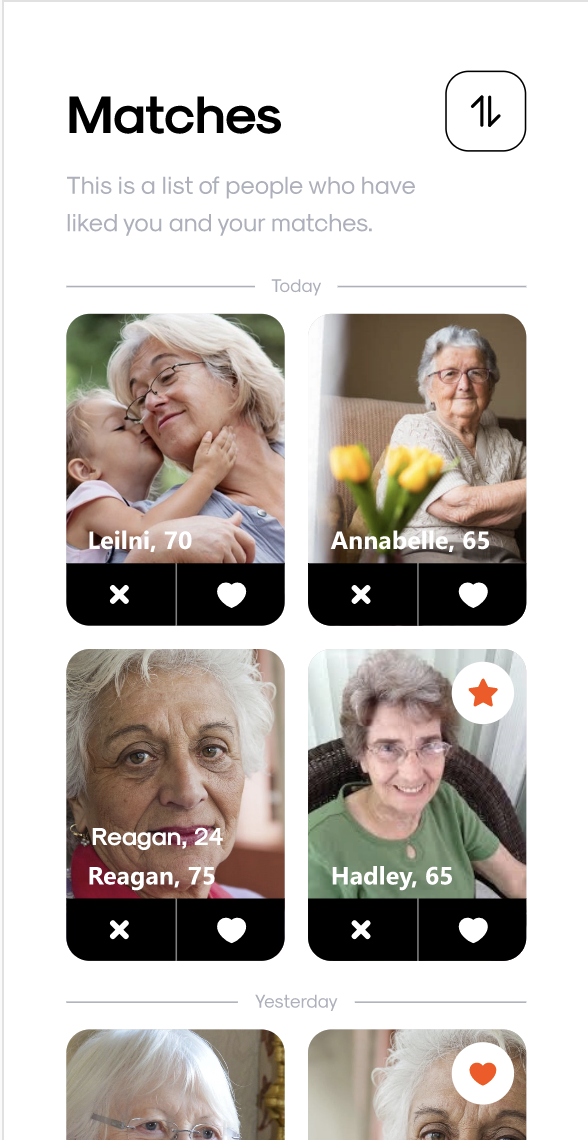 Matches
This is a list of people who have
liked you and your matches.
Today
Leilni, 70
Annabelle, 65
Reagan, 24
Reagan, 75
Hadley, 65
Yesterday